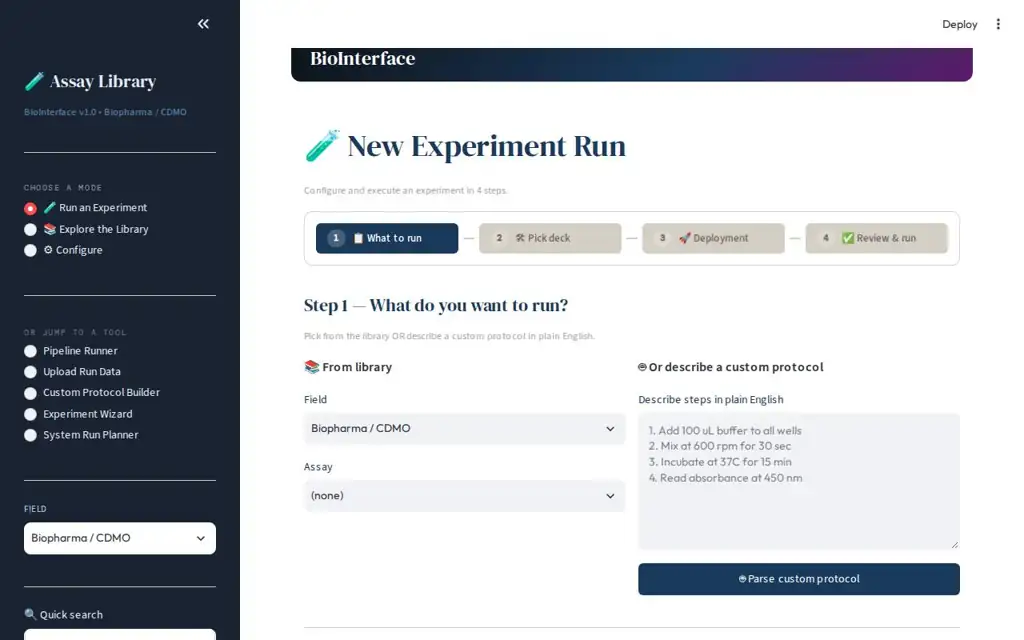 Deploy
Assay Library
BioInterface v1.0 • Biopharma / CDMO
CHOOSE A MODE
Run an Experiment
Explore the Library
Configure
OR JUMP TO A TOOL
Pipeline Runner
Upload Run Data
Custom Protocol Builder
Experiment Wizard
System Run Planner
FIELD
Biopharma / CDMO
Quick search
BioInterface
New Experiment Run
Configure and execute an experiment in 4 steps.
1 What to run
2 Pick deck
3 Deployment
4 Review & run
Step 1 — What do you want to run?
Pick from the library OR describe a custom protocol in plain English.
From library
Field
Biopharma / CDMO
Assay
(none)
Or describe a custom protocol
Describe steps in plain English
1. Add 100 uL buffer to all wells
2. Mix at 600 rpm for 30 sec
3. Incubate at 37C for 15 min
4. Read absorbance at 450 nm
Parse custom protocol